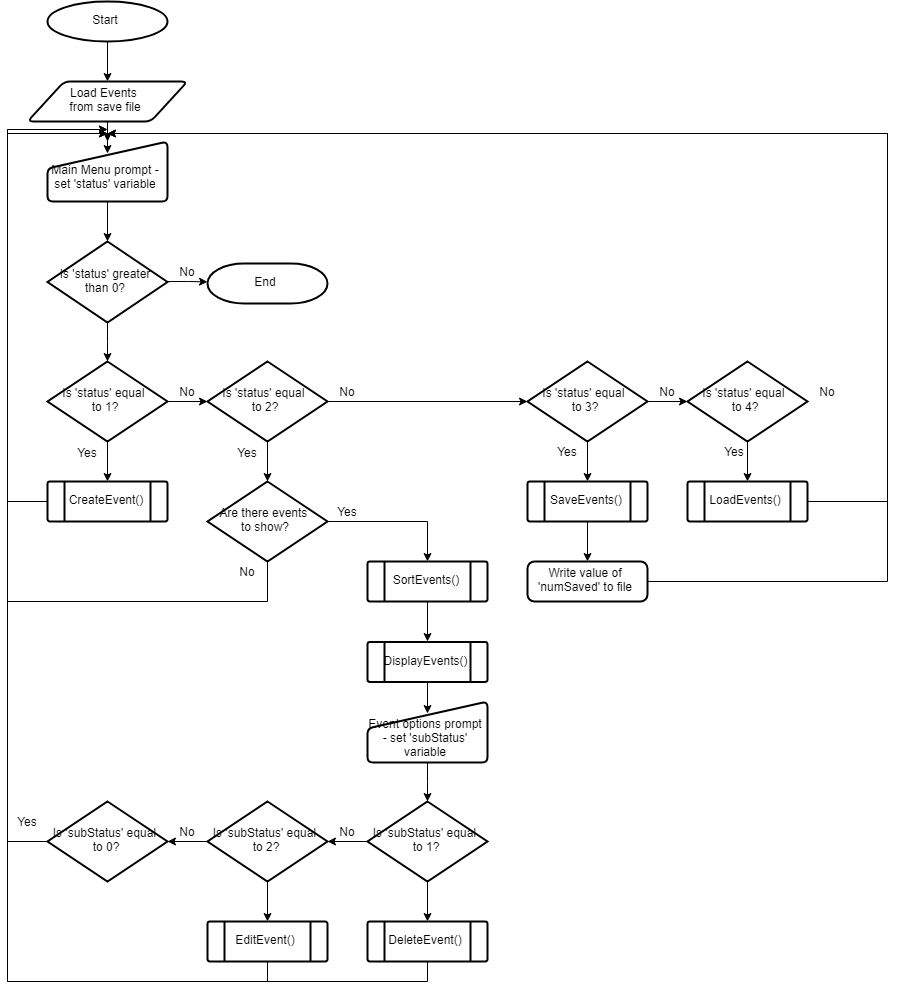 Start
Load Events
from save file
Main Menu prompt -
set 'status' variable
Is 'status' greater
than 0?
No
End
Is 'status' equal
to 1?
No
Is 'status' equal
to 2?
No
Is 'status' equal
to 3?
No
Is 'status' equal
to 4?
No
Yes
Yes
Yes
Yes
CreateEvent()
Are there events
to show?
Yes
SaveEvents()
LoadEvents()
No
SortEvents()
Write value of
'numSaved' to file
DisplayEvents()
Event options prompt
- set 'subStatus'
variable
Yes
Is 'subStatus' equal
to 0?
No
Is 'subStatus' equal
to 2?
No
Is 'subStatus' equal
to 1?
EditEvent()
DeleteEvent()